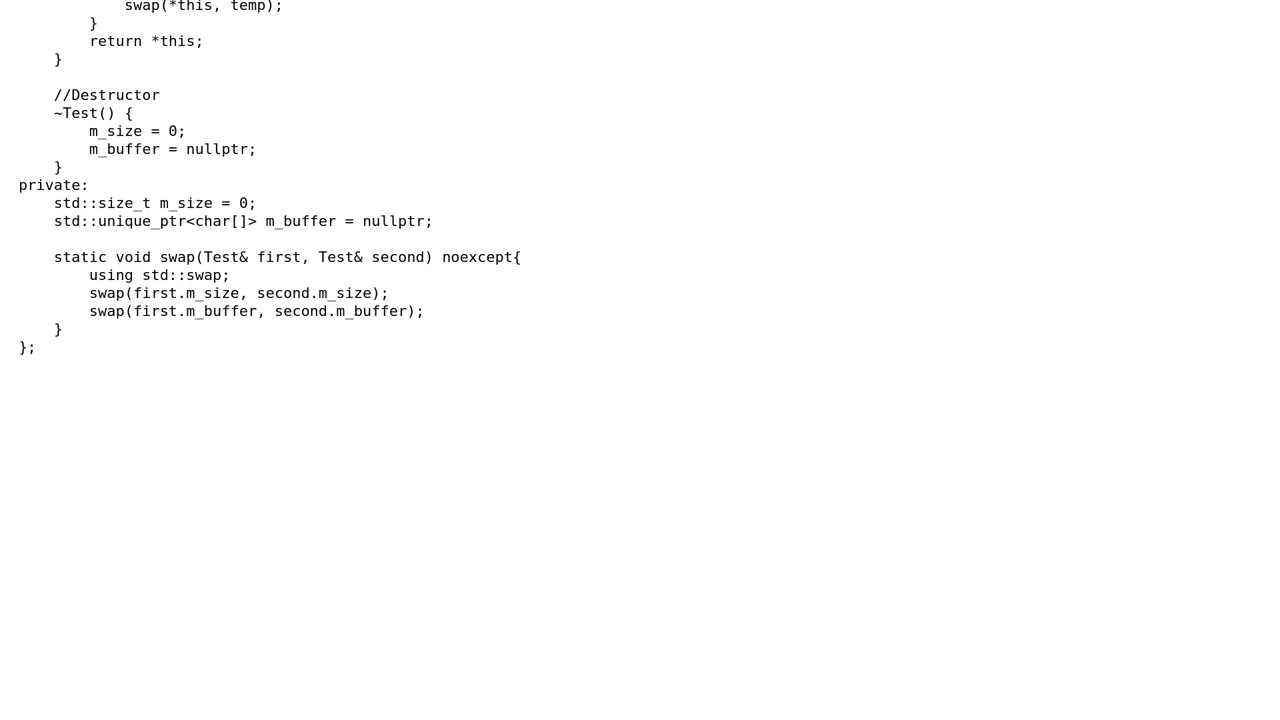 swap(*this, temp);
        }
        return *this;
    }

    //Destructor
    ~Test() {
        m_size = 0;
        m_buffer = nullptr;
    }
private:
    std::size_t m_size = 0;
    std::unique_ptr<char[]> m_buffer = nullptr;

    static void swap(Test& first, Test& second) noexcept{
        using std::swap;
        swap(first.m_size, second.m_size);
        swap(first.m_buffer, second.m_buffer);
    }
};